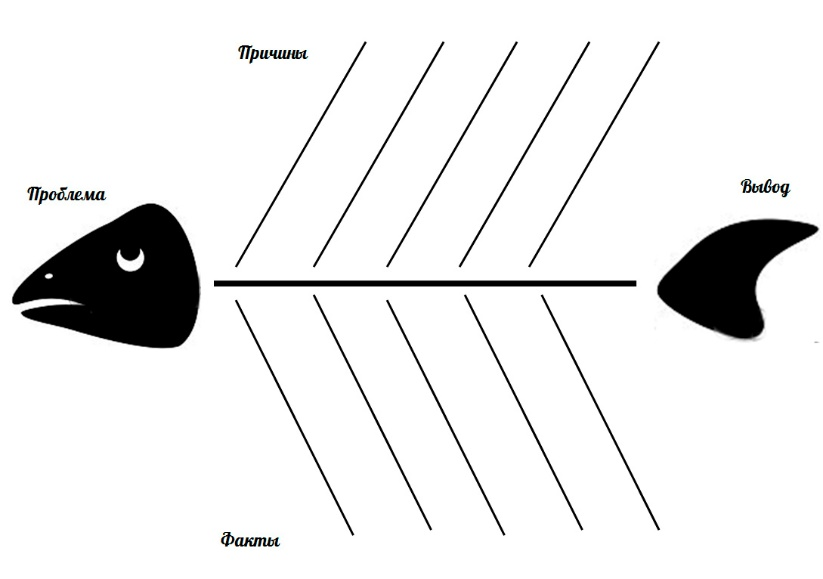 Причины
Проблема
Вывод
Факты